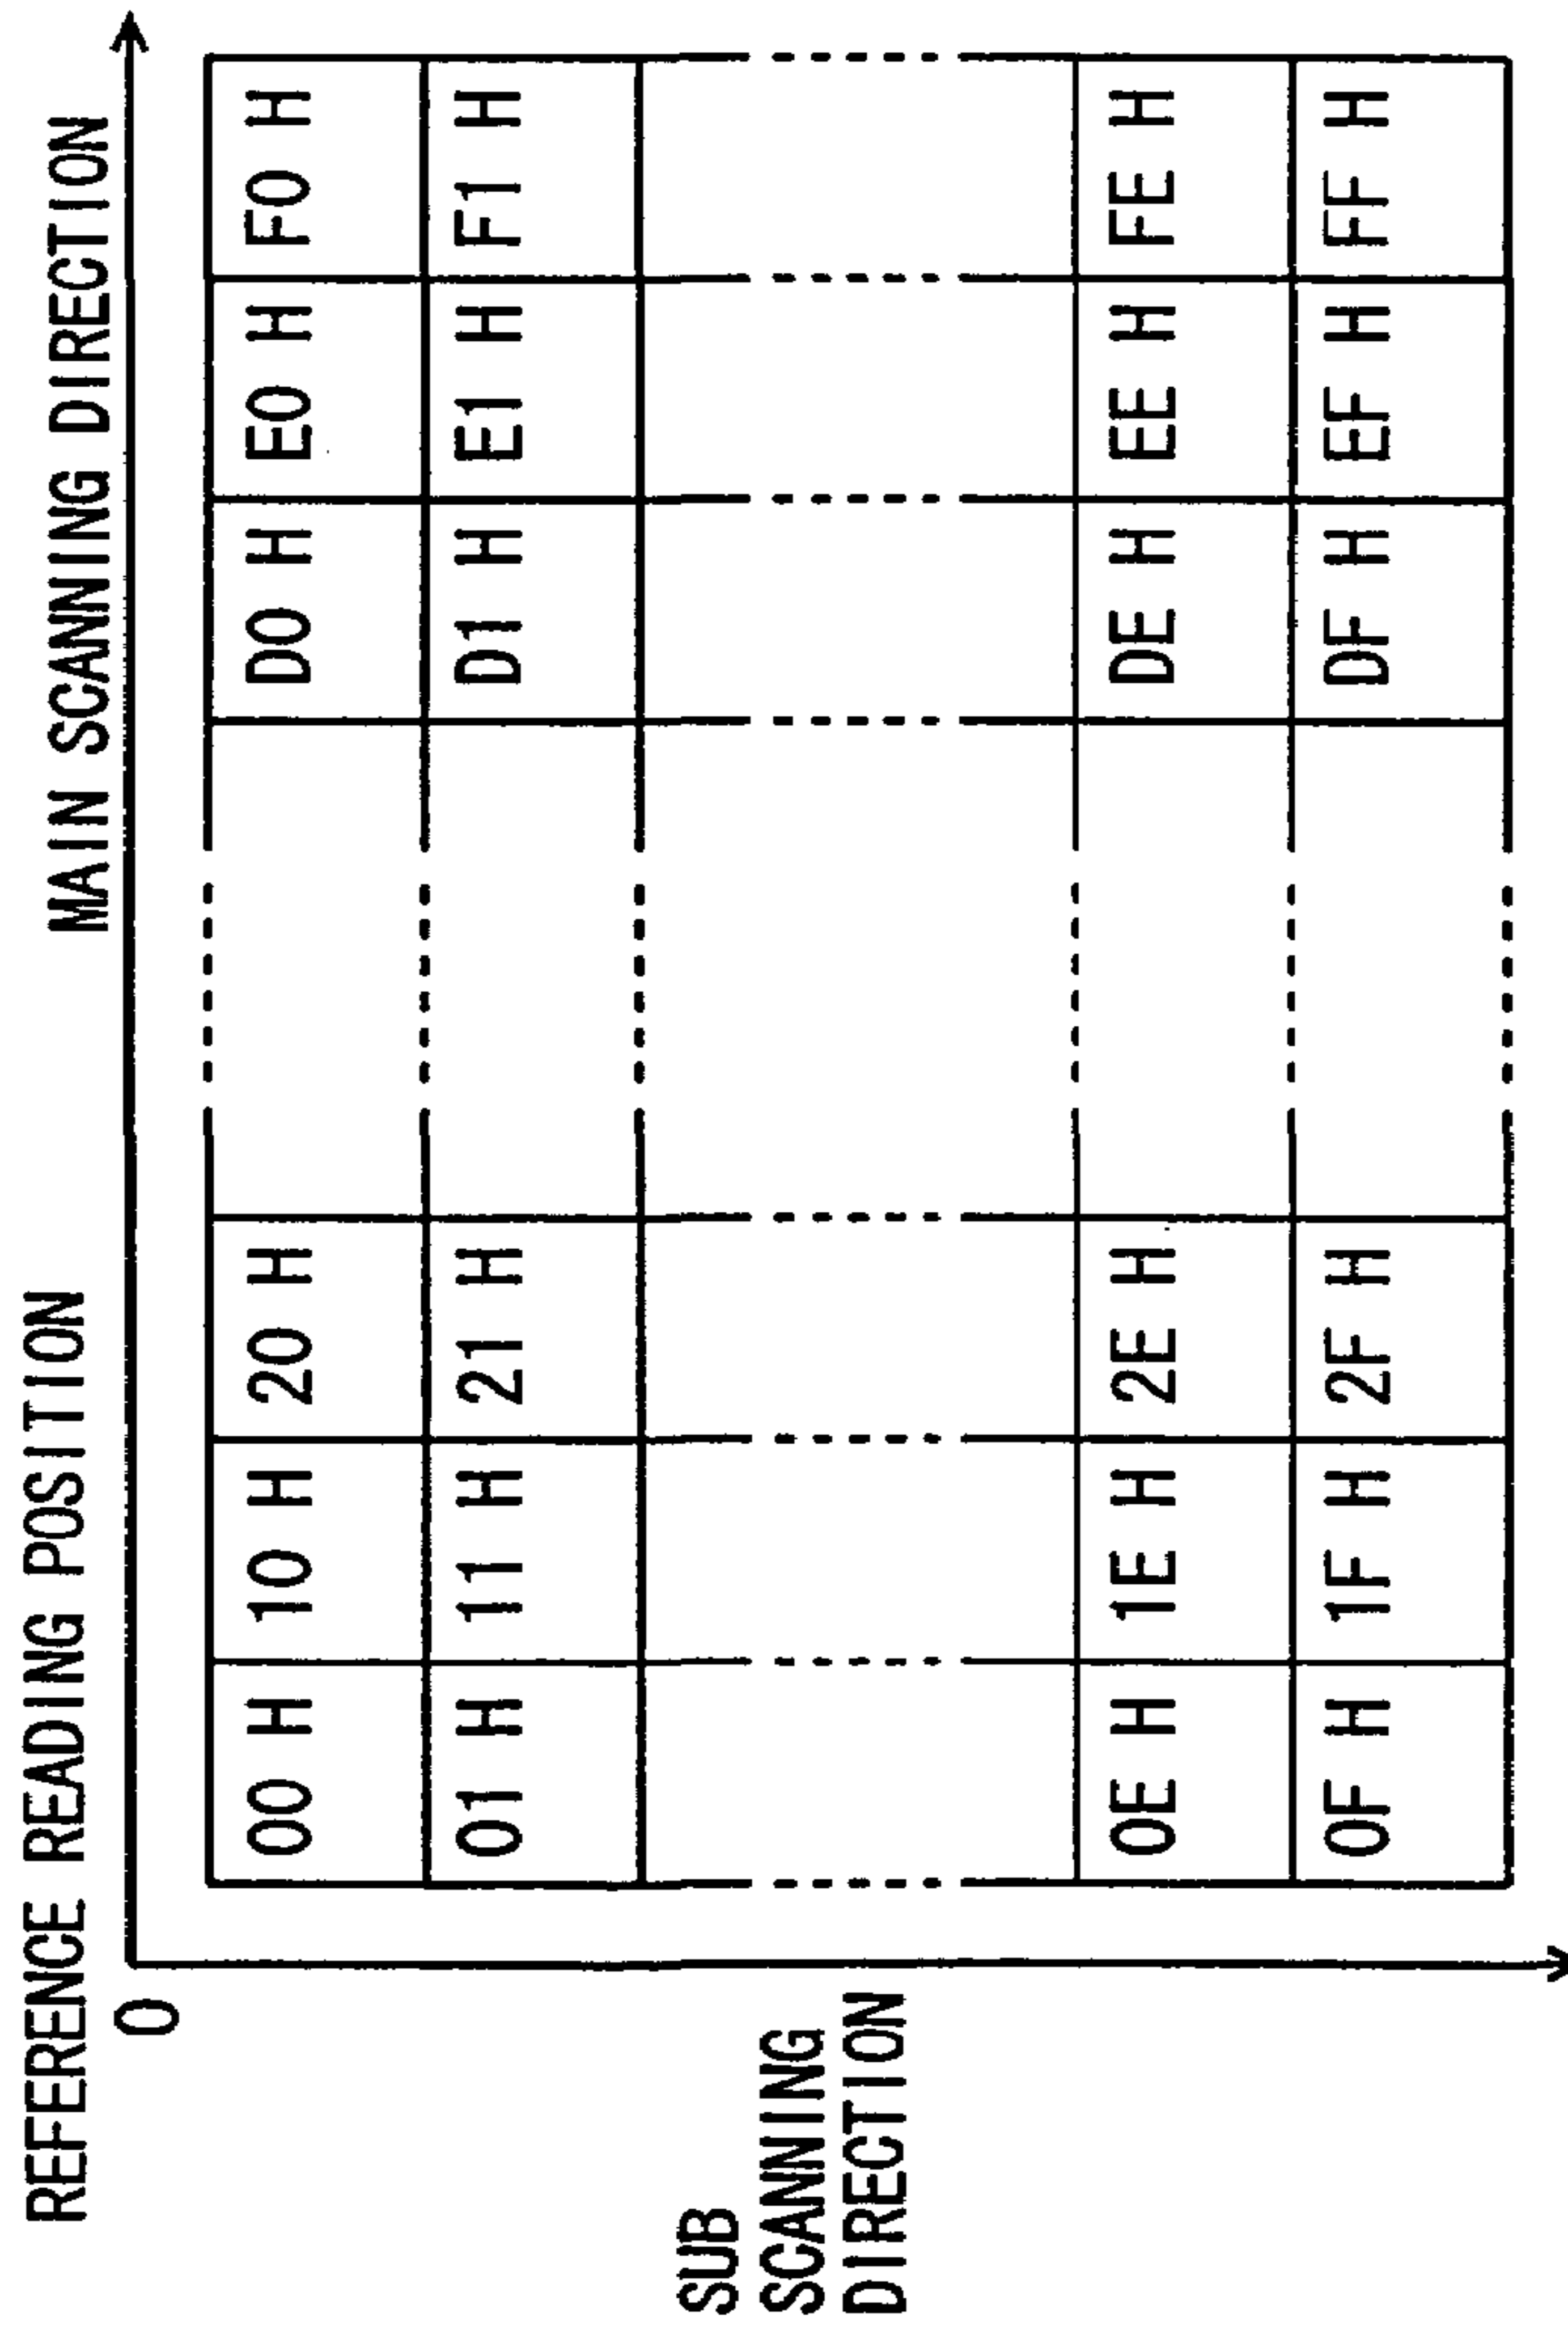 REFERENCE READING POSITION
MAIN SCANNING DIRECTION
0
SUB
SCANNING
DIRECTION
00 H 10 H 20 H D0 H E0 H F0 H
01 H 11 H 21 H D1 H E1 H F1 H
0E H 1E H 2E H DE H EE H FE H
0F H 1F H 2F H DF H EF H FF H